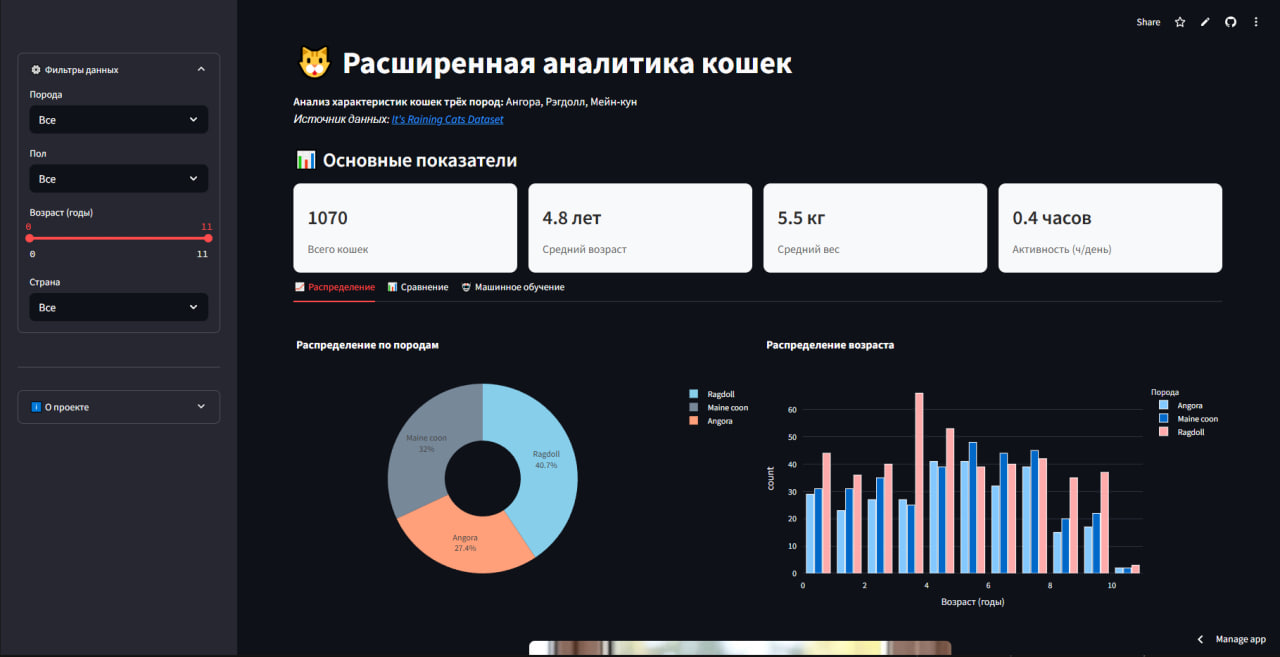 Share
Фильтры данных
Порода
Все
Пол
Все
Возраст (годы)
0 11
0 11
Страна
Все
О проекте
Расширенная аналитика кошек
Анализ характеристик кошек трёх пород: Ангора, Рэгдолл, Мейн-кун
Источник данных: It's Raining Cats Dataset
Основные показатели
1070
Всего кошек
4.8 лет
Средний возраст
5.5 кг
Средний вес
0.4 часов
Активность (ч/день)
Распределение Сравнение Машинное обучение
Распределение по породам
Maine coon
32%
Ragdoll
40.7%
Angora
27.4%
Ragdoll
Maine coon
Angora
Распределение возраста
count
60
50
40
30
20
10
0
0 2 4 6 8 10
Возраст (годы)
Порода
Angora
Maine coon
Ragdoll
Manage app